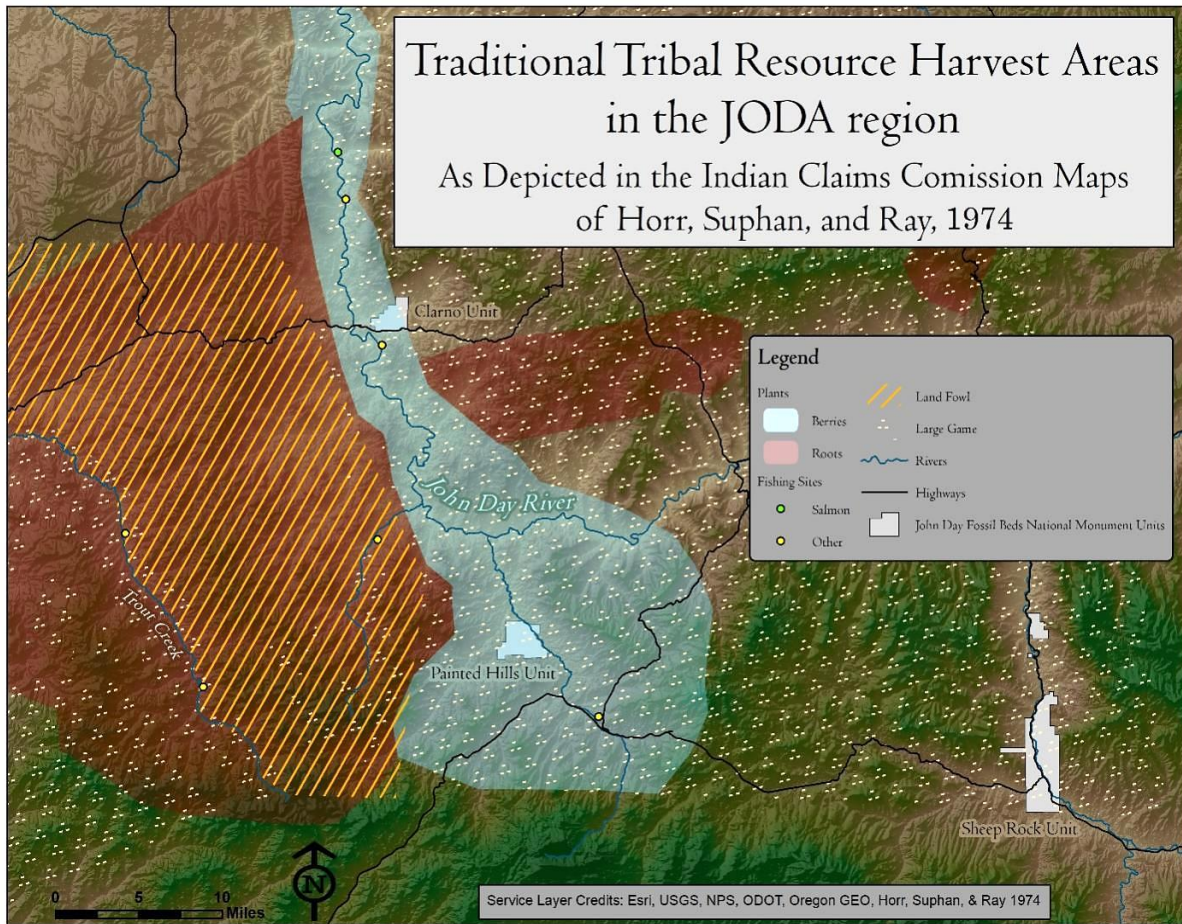 Traditional Tribal Resource Harvest Areas
in the JODA region
As Depicted in the Indian Claims Comission Maps
of Horr, Suphan, and Ray, 1974
Clarno Unit
John Day River
Painted Hills Unit
Trout Creek
Sheep Rock Unit
Legend
Plants
Berries
Roots
Fishing Sites
Salmon
Other
Land Fowl
Large Game
Rivers
Highways
John Day Fossil Beds National Monument Units
0 5 10
Miles
N
Service Layer Credits: Esri, USGS, NPS, ODOT, Oregon GEO, Horr, Suphan, & Ray 1974